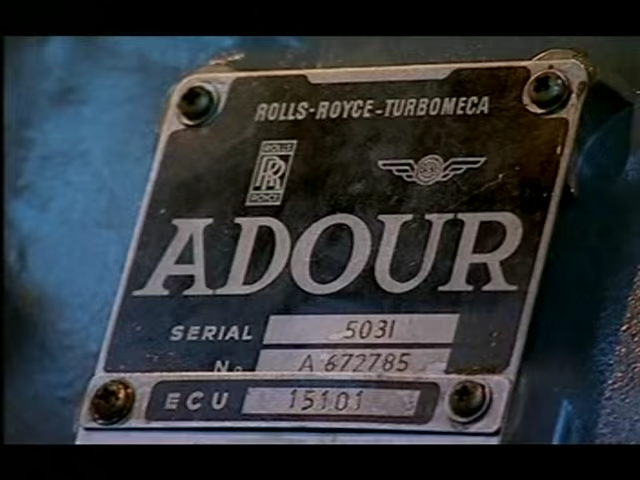 ROLLS-ROYCE-TURBOMECA
ROLLS
RR
ROYCE
ADOUR
SERIAL 5031
No. A 672785
ECU 15101